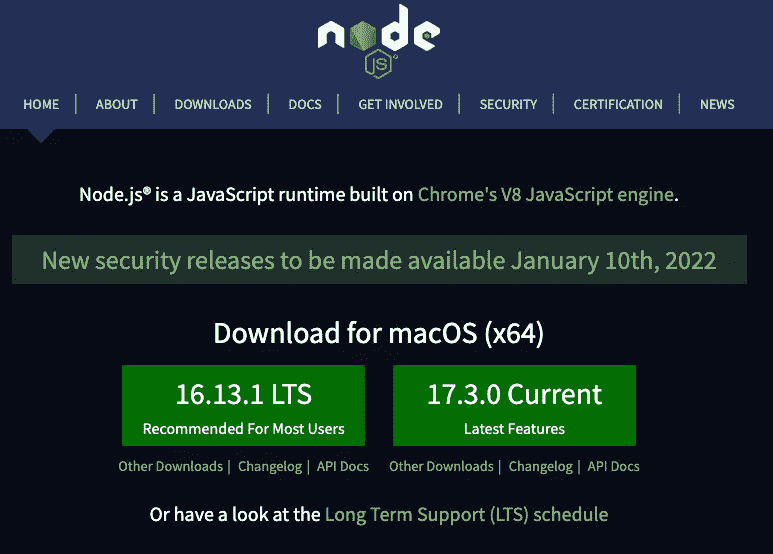 node
JS
HOME ABOUT DOWNLOADS DOCS GET INVOLVED SECURITY CERTIFICATION NEWS
Node.js® is a JavaScript runtime built on Chrome's V8 JavaScript engine.
New security releases to be made available January 10th, 2022
Download for macOS (x64)
16.13.1 LTS
Recommended For Most Users
17.3.0 Current
Latest Features
Other Downloads | Changelog | API Docs
Other Downloads | Changelog | API Docs
Or have a look at the Long Term Support (LTS) schedule